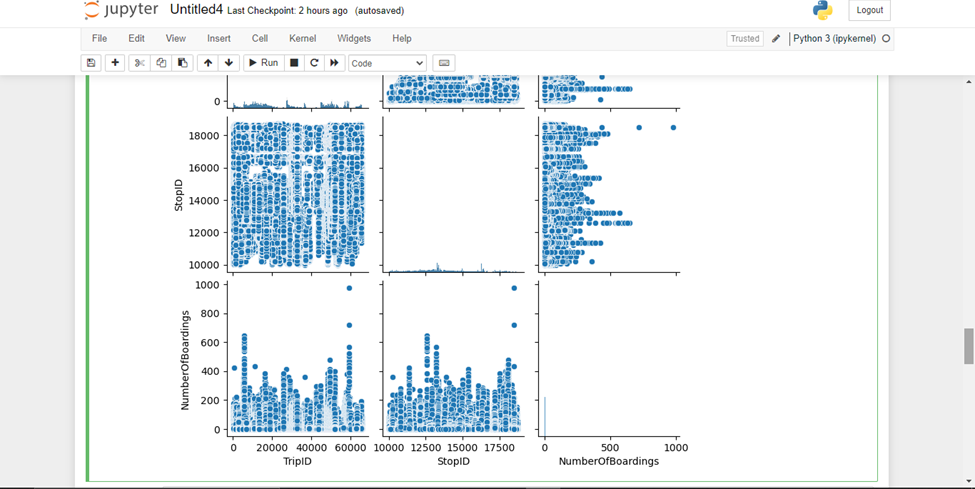 jupyter Untitled4 Last Checkpoint: 2 hours ago (autosaved)
Logout
File Edit View Insert Cell Kernel Widgets Help
Trusted
Python 3 (ipykernel)
Run
Code
0
18000
16000
14000
12000
10000
StopID
1000
800
600
400
200
0
NumberOfBoardings
0 20000 40000 60000
10000 12500 15000 17500
0 500 1000
TripID StopID NumberOfBoardings